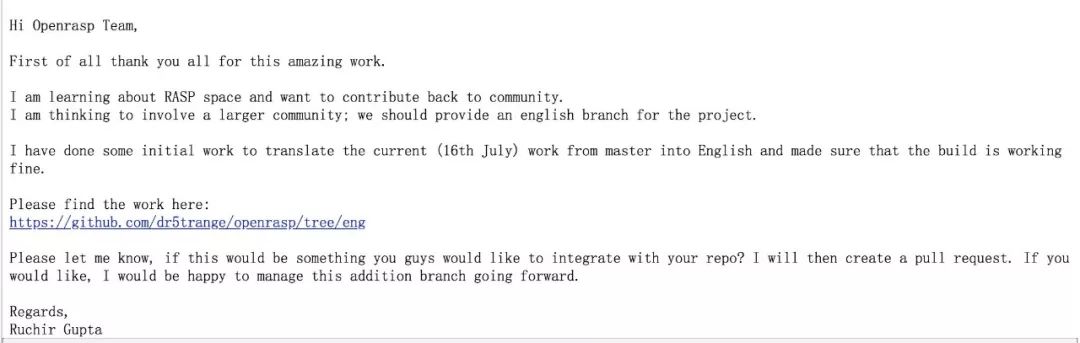 Hi Openrasp Team,
First of all thank you all for this amazing work.
I am learning about RASP space and want to contribute back to community.
I am thinking to involve a larger community; we should provide an english branch for the project.
I have done some initial work to translate the current (16th July) work from master into English and made sure that the build is working
fine.
Please find the work here:
https://github.com/dr5trange/openrasp/tree/eng
Please let me know, if this would be something you guys would like to integrate with your repo? I will then create a pull request. If you
would like, I would be happy to manage this addition branch going forward.
Regards,
Ruchir Gupta